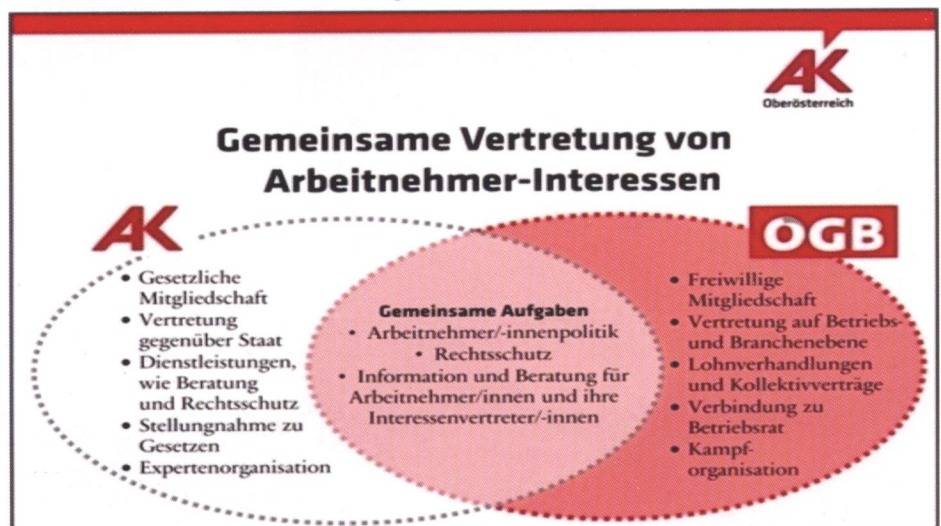 AK
Oberösterreich
Gemeinsame Vertretung von
Arbeitnehmer-Interessen
AK
• Gesetzliche
Mitgliedschaft
• Vertretung
gegenüber Staat
• Dienstleistungen,
wie Beratung
und Rechtsschutz
• Stellungnahme zu
Gesetzen
• Expertenorganisation
Gemeinsame Aufgaben
• Arbeitnehmer/-innenpolitik
• Rechtsschutz
• Information und Beratung für
Arbeitnehmer/innen und ihre
Interessenvertreter/-innen
ÖGB
• Freiwillige
Mitgliedschaft
• Vertretung auf Betriebs-
und Branchenebene
• Lohnverhandlungen
und Kollektivverträge
• Verbindung zu
Betriebsrat
• Kampf-
organisation